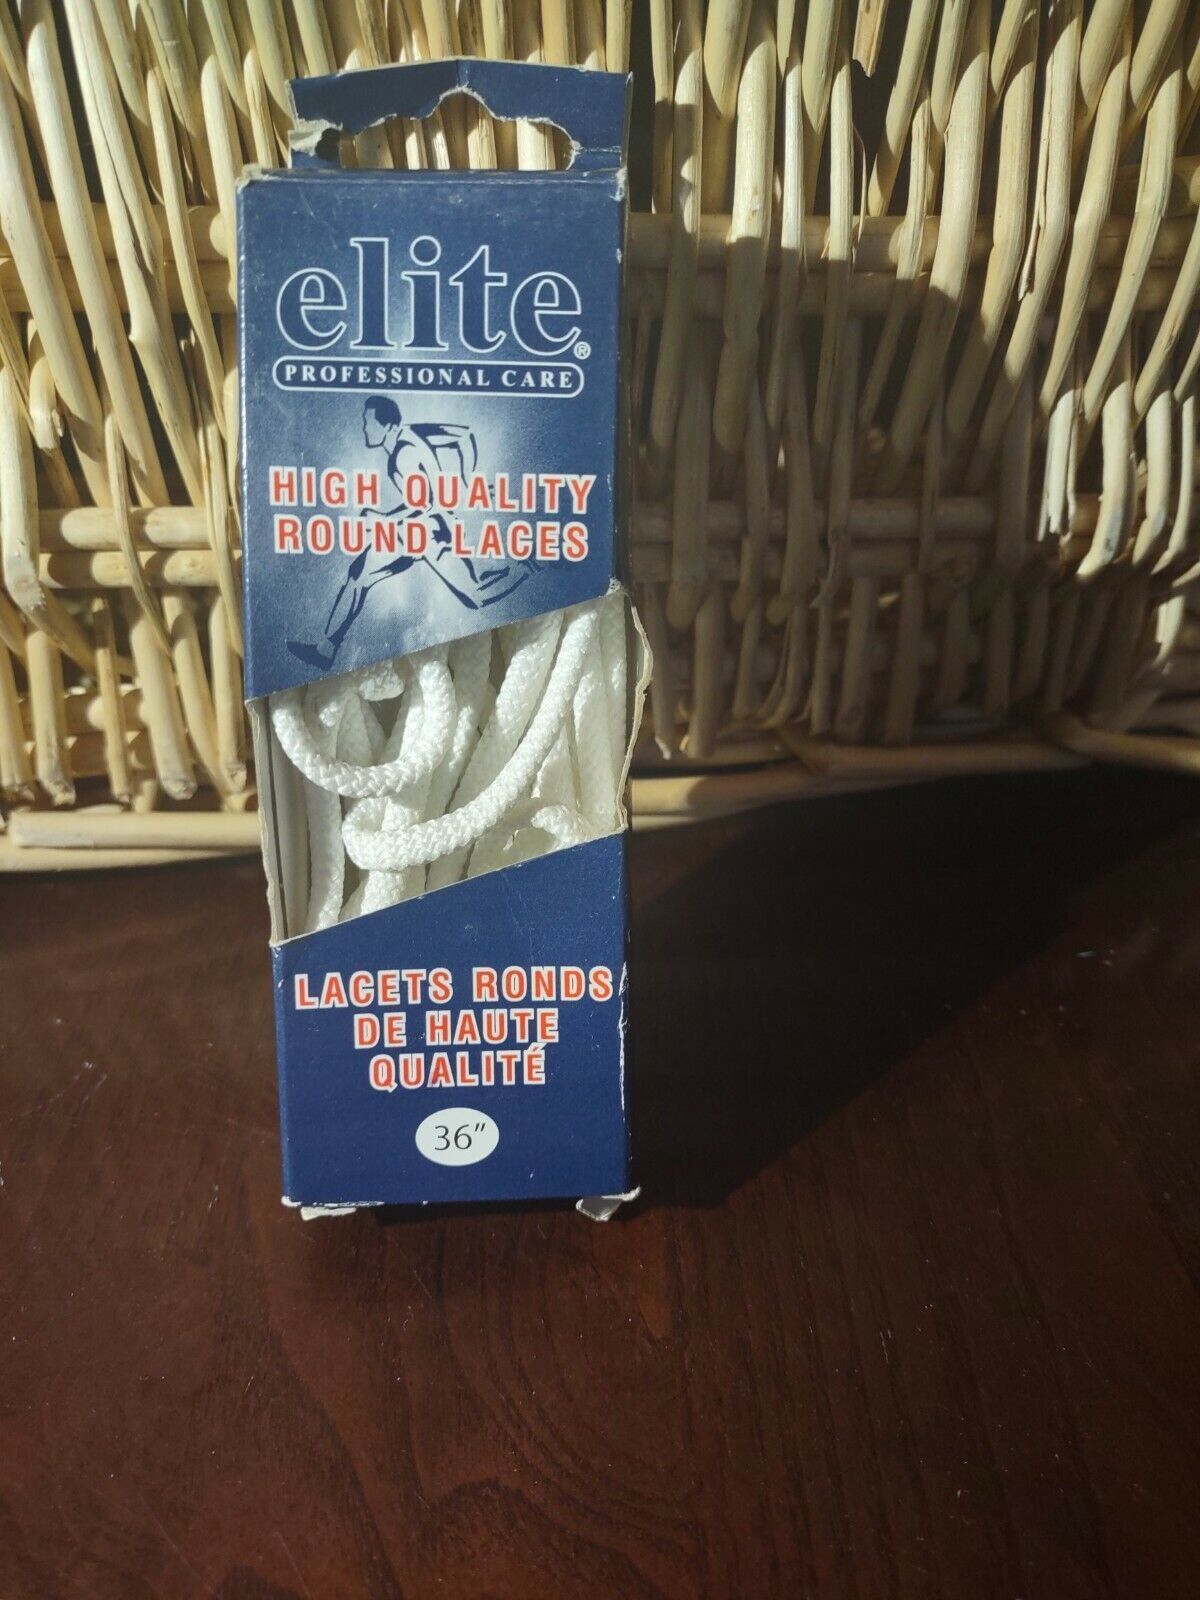 elite®
PROFESSIONAL CARE
HIGH QUALITY
ROUND LACES
LACETS RONDS
DE HAUTE
QUALITÉ
36"